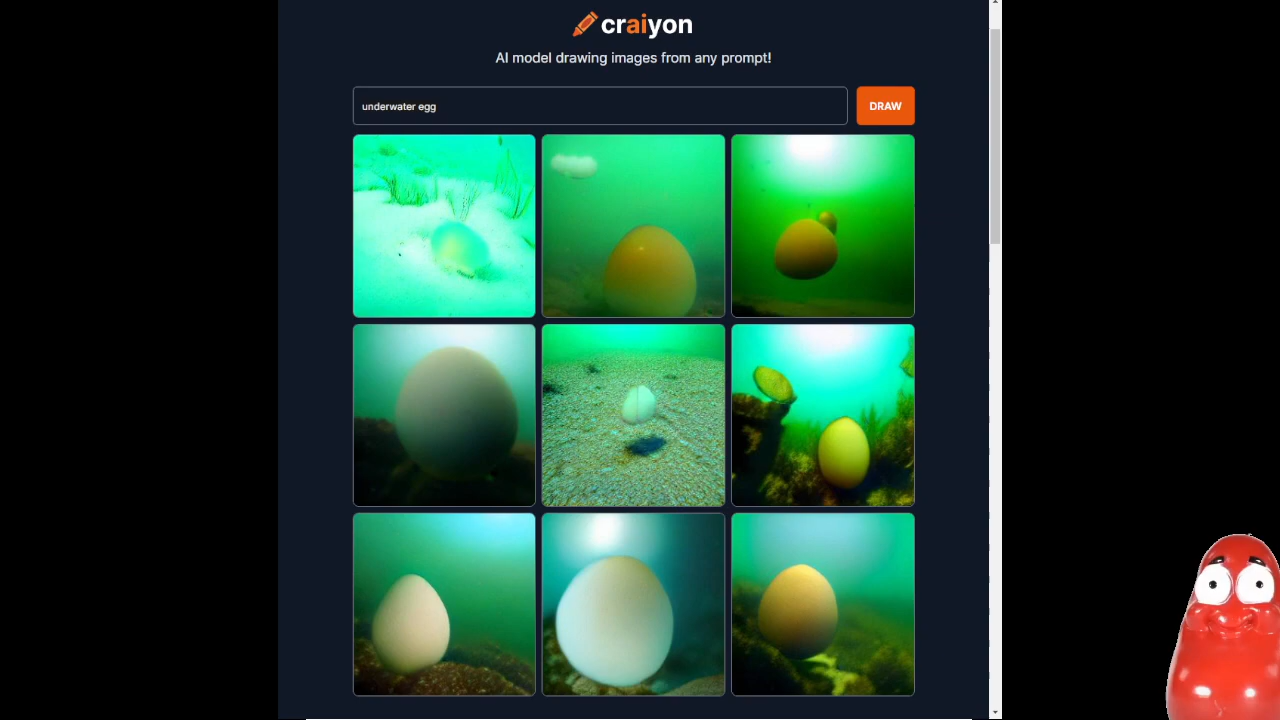 craiyon
AI model drawing images from any prompt!
underwater egg
DRAW